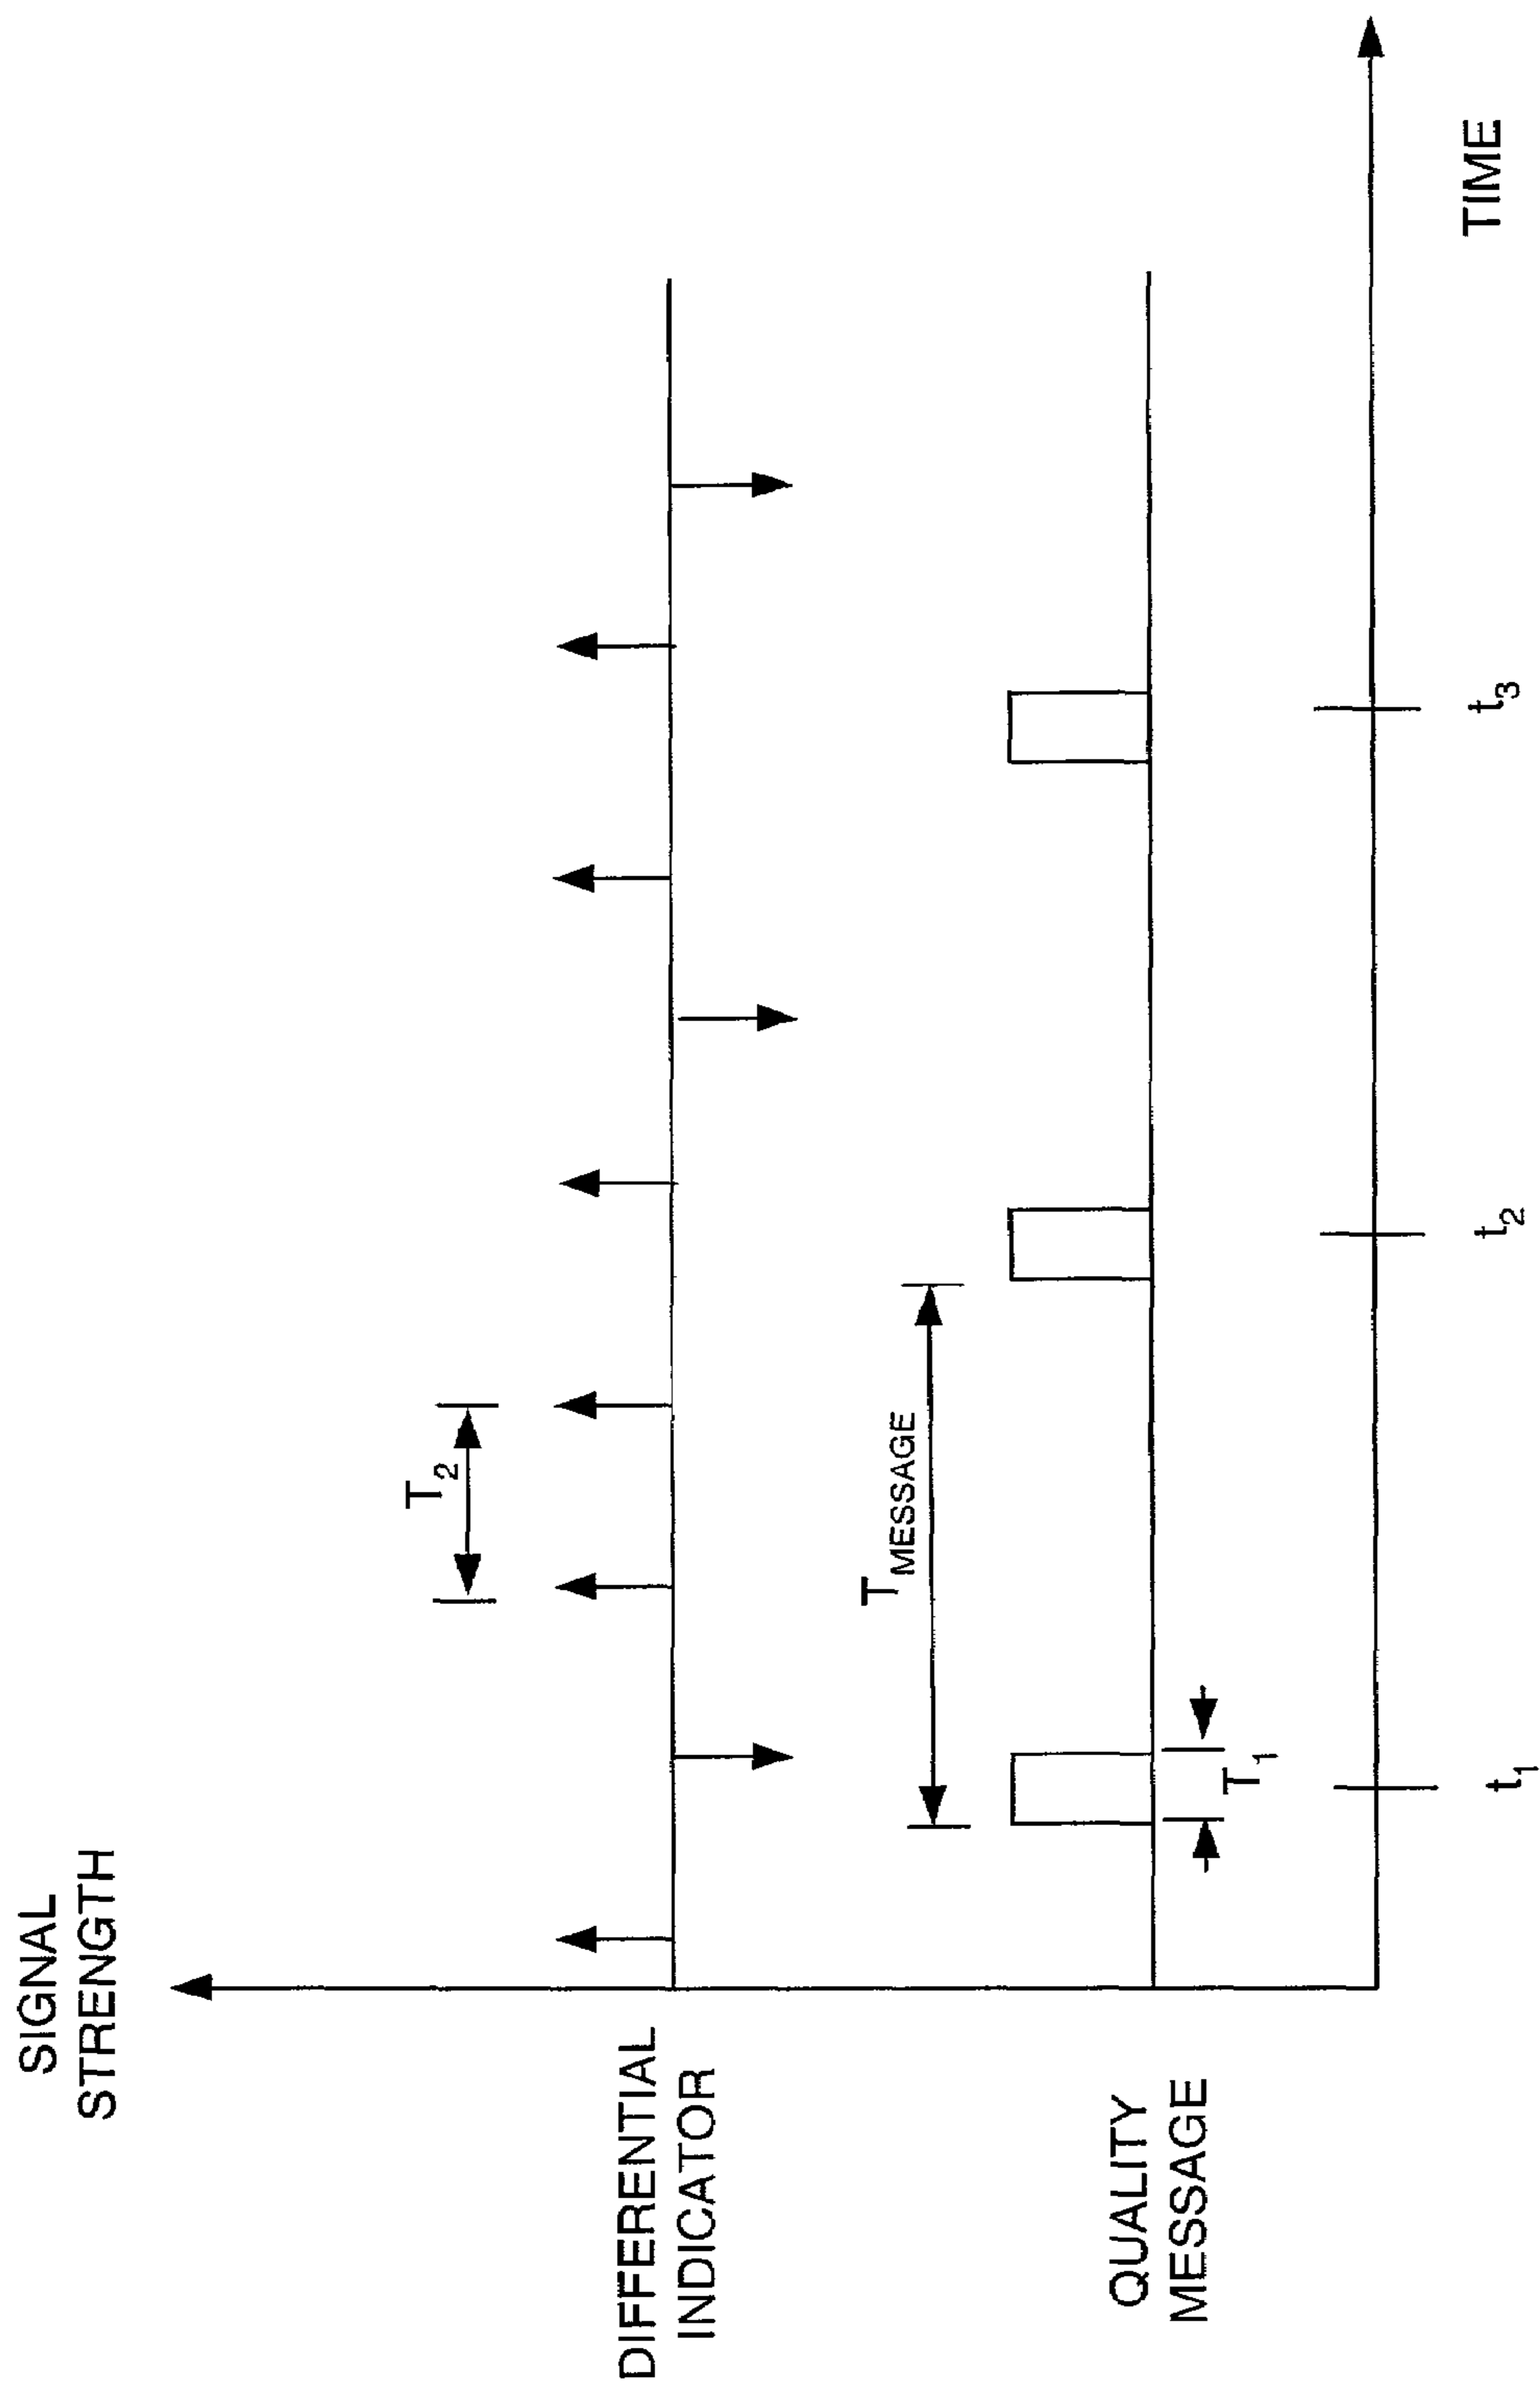 SIGNAL
STRENGTH
T2
DIFFERENTIAL
INDICATOR
TMESSAGE
QUALITY
MESSAGE
T1
t1
t2
t3
TIME